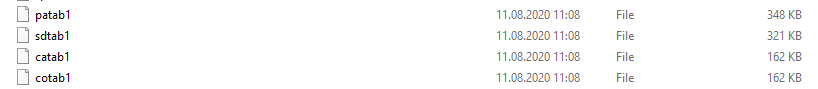 patab1 11.08.2020 11:08 File 348 KB
sdtab1 11.08.2020 11:08 File 321 KB
catab1 11.08.2020 11:08 File 162 KB
cotab1 11.08.2020 11:08 File 162 KB